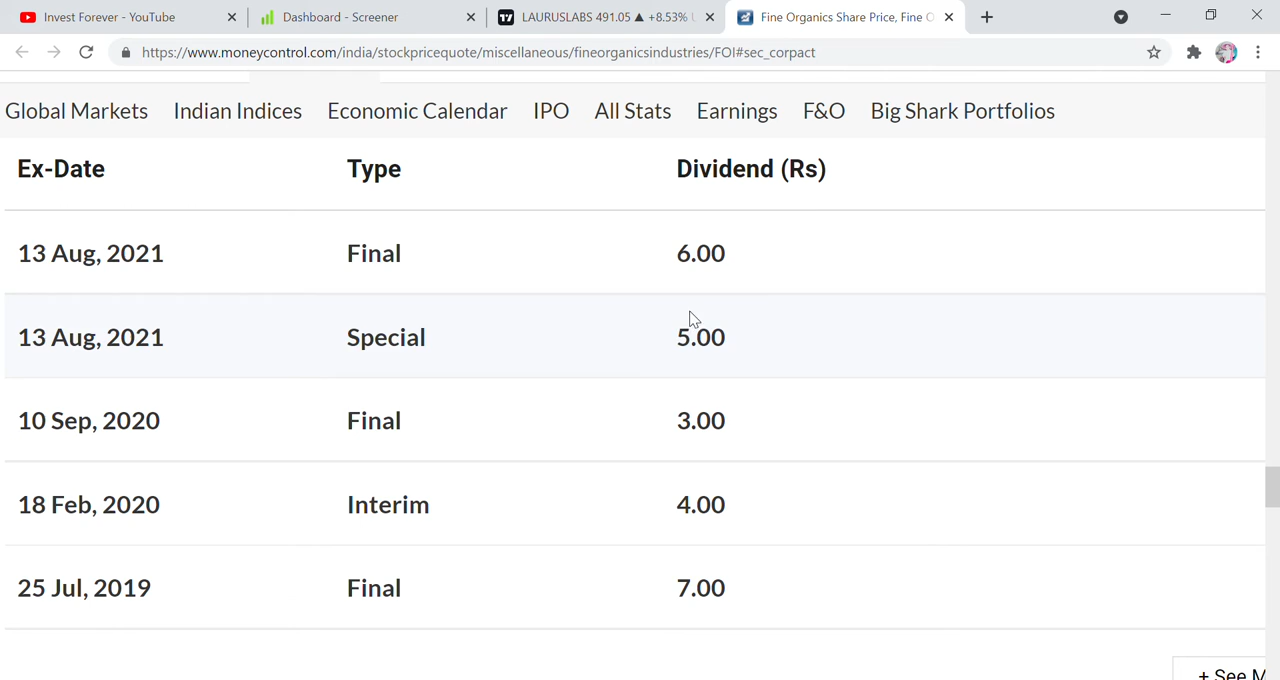 Invest Forever - YouTube
Dashboard - Screener
LAURUSLABS 491.05 ▲ +8.53%
Fine Organics Share Price, Fine O
https://www.moneycontrol.com/india/stockpricequote/miscellaneous/fineorganicsindustries/FOI#sec_corpact
Global Markets Indian Indices Economic Calendar IPO All Stats Earnings F&O Big Shark Portfolios
Ex-Date Type Dividend (Rs)
13 Aug, 2021 Final 6.00
13 Aug, 2021 Special 5.00
10 Sep, 2020 Final 3.00
18 Feb, 2020 Interim 4.00
25 Jul, 2019 Final 7.00
+ See M